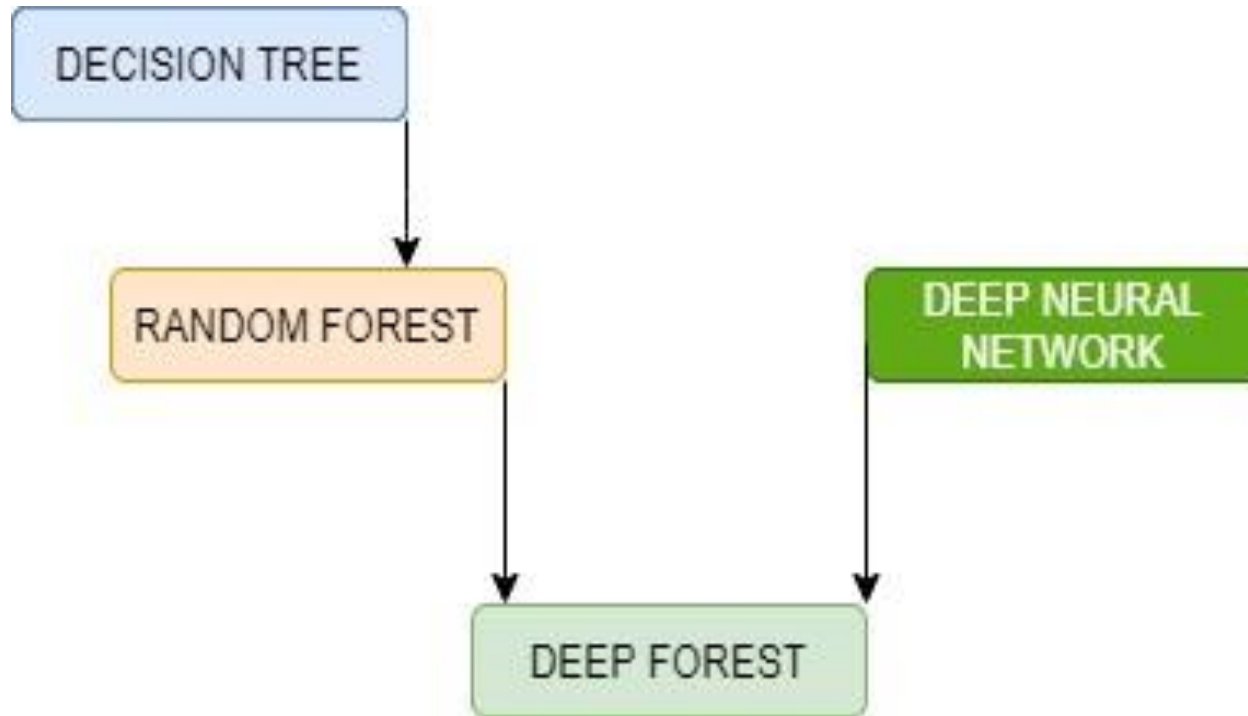 DECISION TREE
RANDOM FOREST
DEEP NEURAL
NETWORK
DEEP FOREST